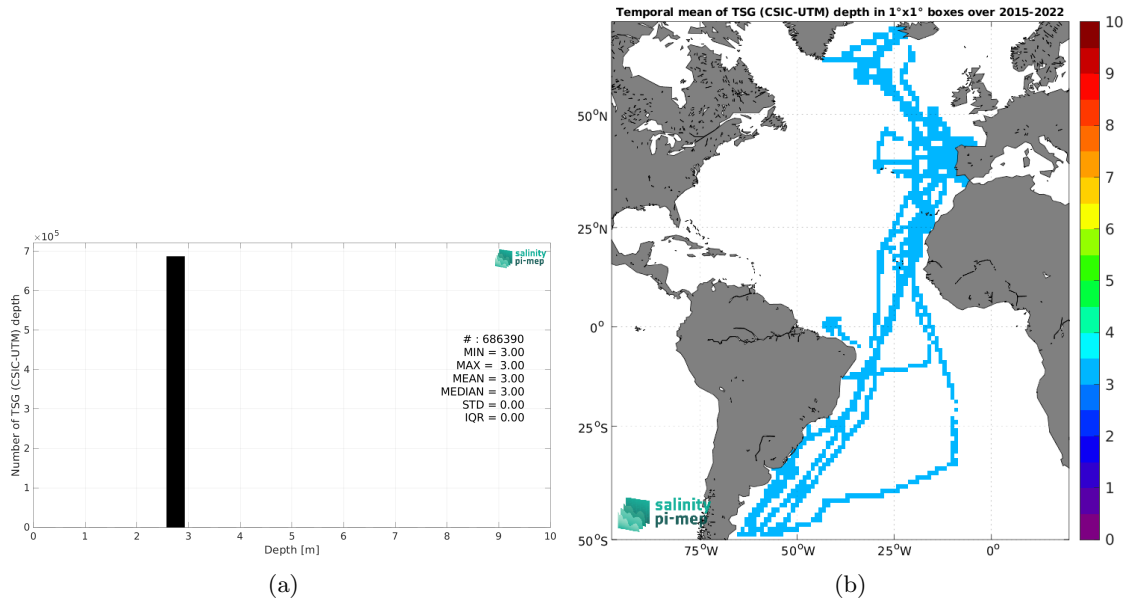 ×10⁵
7
6
5
4
3
2
1
0
Number of TSG (CSIC-UTM) depth
salinity
pi-mep
# : 686390
MIN = 3.00
MAX = 3.00
MEAN = 3.00
MEDIAN = 3.00
STD = 0.00
IQR = 0.00
0 1 2 3 4 5 6 7 8 9 10
Depth [m]
(a)
Temporal mean of TSG (CSIC-UTM) depth in 1°x1° boxes over 2015-2022
50°N
25°N
0°
25°S
50°S
salinity
pi-mep
75°W 50°W 25°W 0°
10
9
8
7
6
5
4
3
2
1
0
(b)